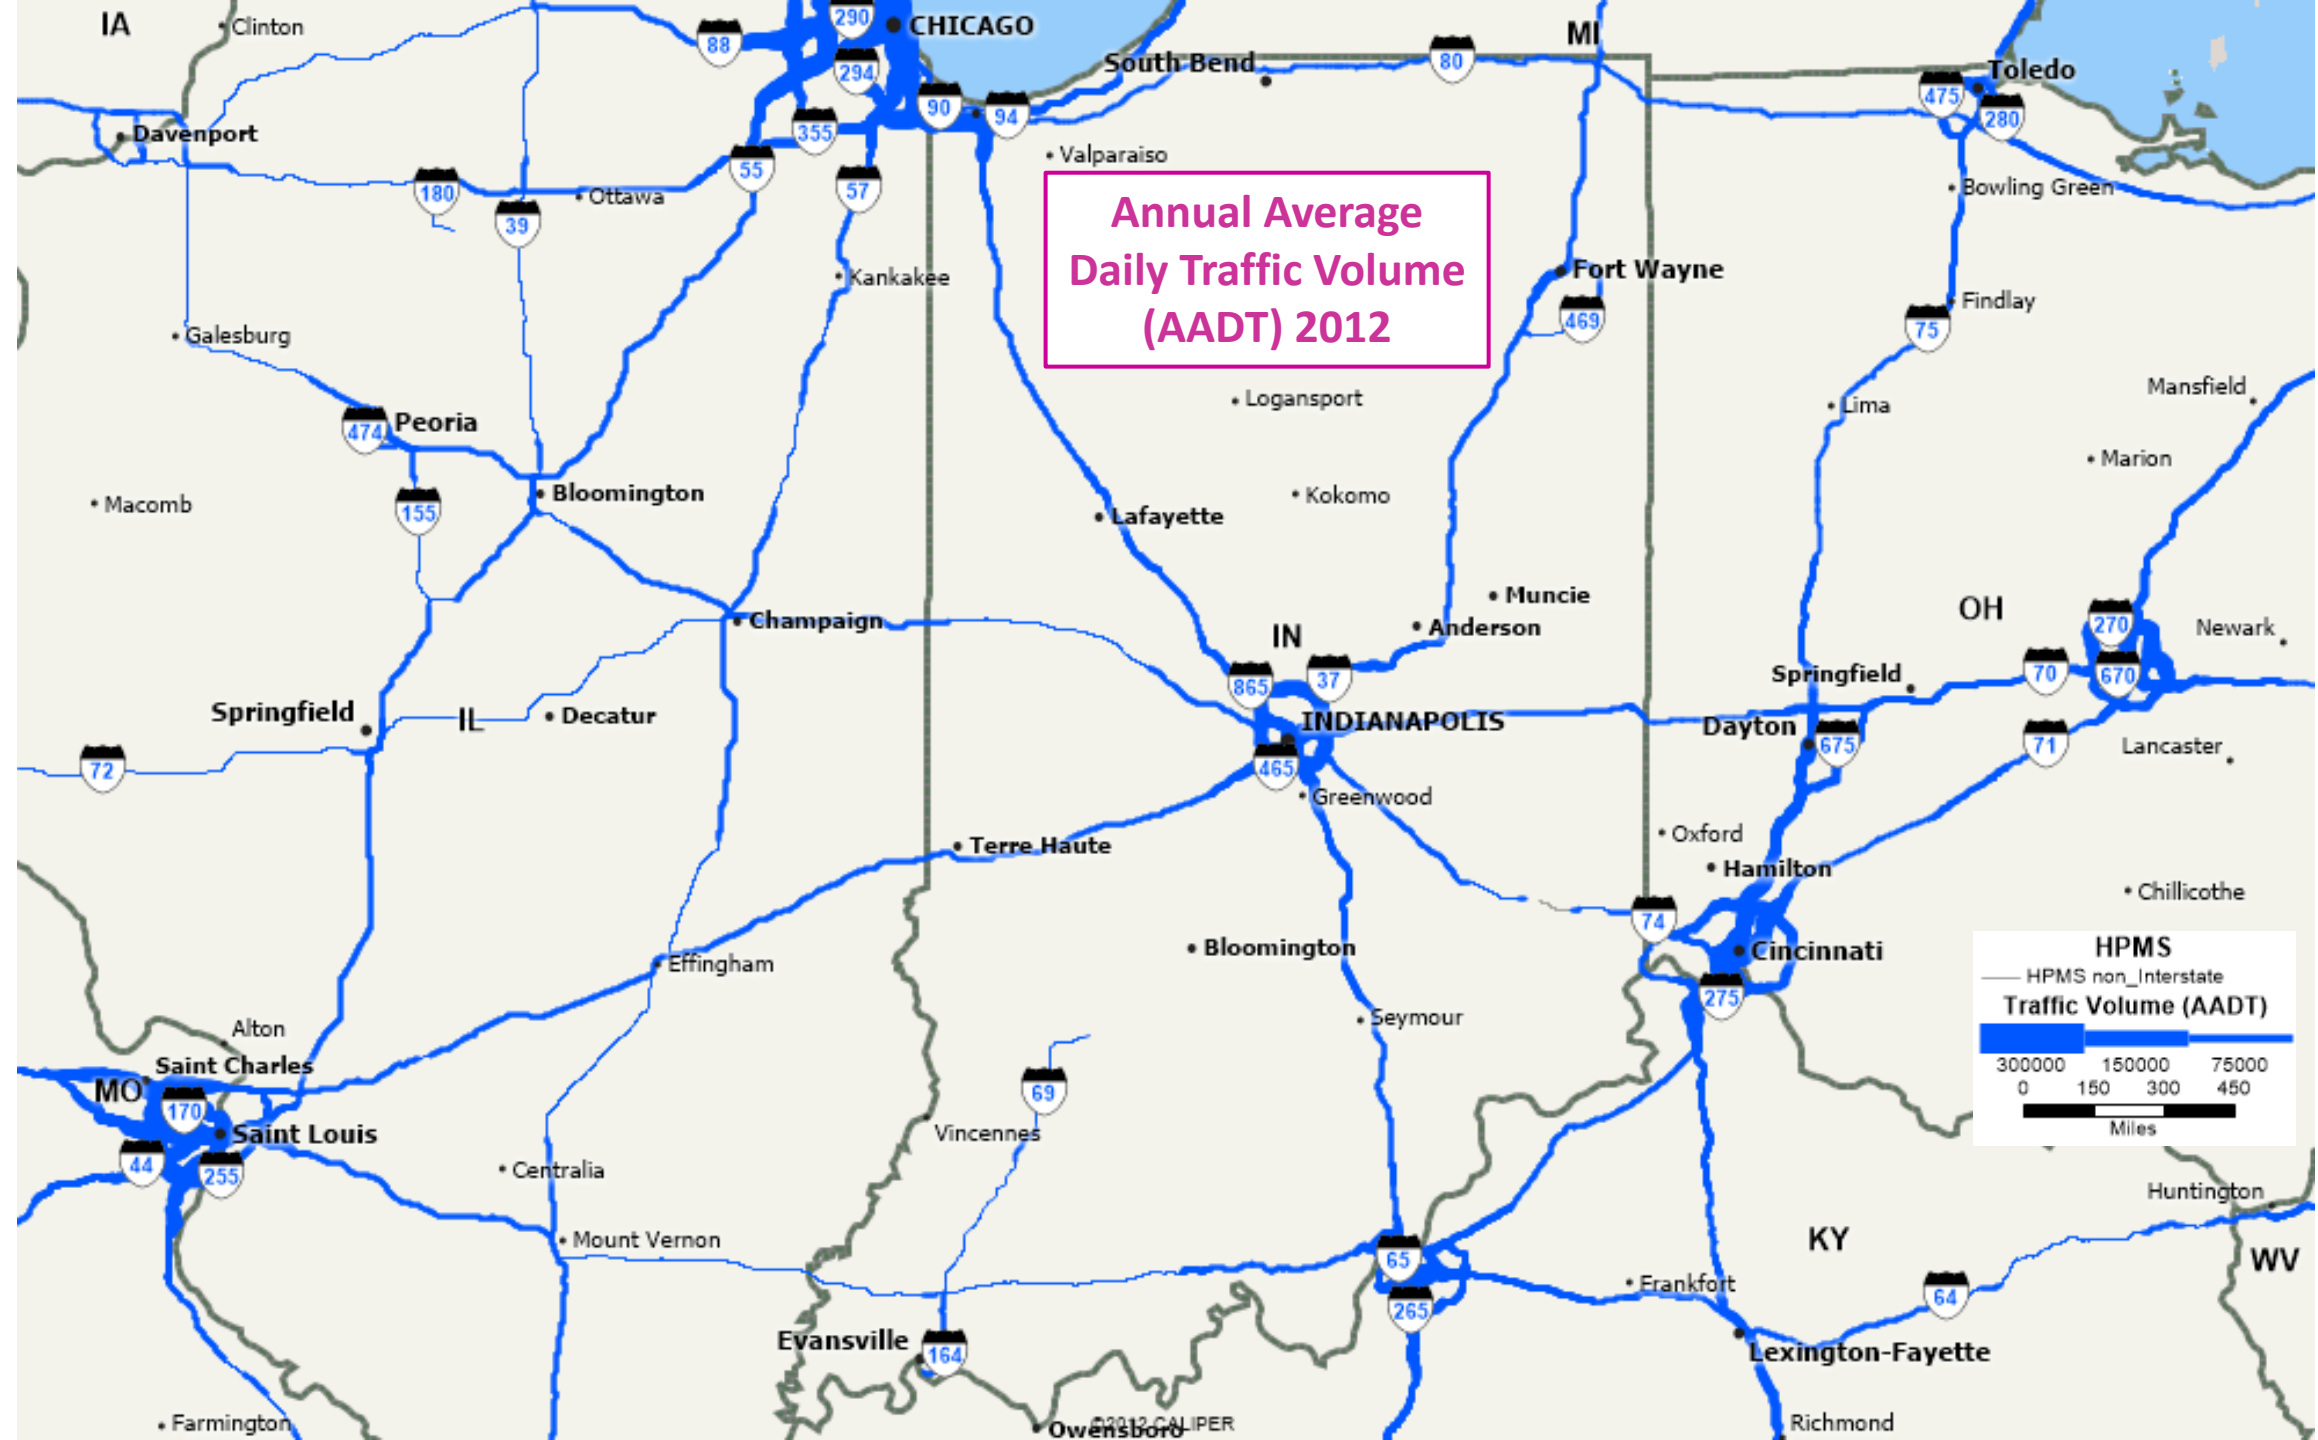 IA
Clinton
290
CHICAGO
MI
88
South Bend
80
Toledo
294
475
90
94
280
Davenport
355
Valparaiso
55
180
57
Ottawa
Bowling Green
39
Annual Average
Daily Traffic Volume
(AADT) 2012
Kankakee
Fort Wayne
Findlay
469
75
Galesburg
Mansfield
Logansport
Lima
Peoria
474
Marion
Bloomington
Kokomo
Macomb
155
Lafayette
Muncie
OH
270
Champaign
IN
Anderson
Newark
865
37
Springfield
70
670
Springfield
IL
Decatur
INDIANAPOLIS
Dayton
675
71
Lancaster
72
465
Greenwood
Oxford
Terre Haute
Hamilton
Chillicothe
74
Bloomington
Cincinnati
Effingham
275
HPMS
HPMS non_Interstate
Traffic Volume (AADT)
300000 150000 75000
0 150 300 450
Miles
Seymour
Alton
Saint Charles
MO
170
69
Saint Louis
Vincennes
44
255
Centralia
Huntington
Mount Vernon
KY
65
WV
Frankfort
64
265
Evansville
164
Lexington-Fayette
Farmington
©2012 CALIPER
Owensboro
Richmond